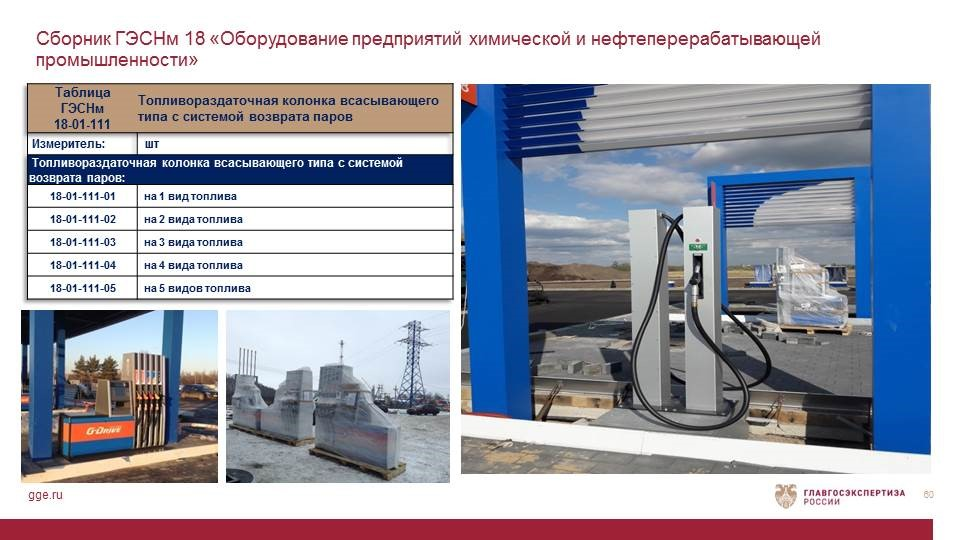 Сборник ГЭСНм 18 «Оборудование предприятий химической и нефтеперерабатывающей
промышленности»
Таблица
ГЭСНм
18-01-111
Топливораздаточная колонка всасывающего
типа с системой возврата паров
Измеритель: шт
Топливораздаточная колонка всасывающего типа с системой
возврата паров:
18-01-111-01 на 1 вид топлива
18-01-111-02 на 2 вида топлива
18-01-111-03 на 3 вида топлива
18-01-111-04 на 4 вида топлива
18-01-111-05 на 5 видов топлива
G-Drive
gge.ru
ГЛАВГОСЭКСПЕРТИЗА
РОССИИ
60